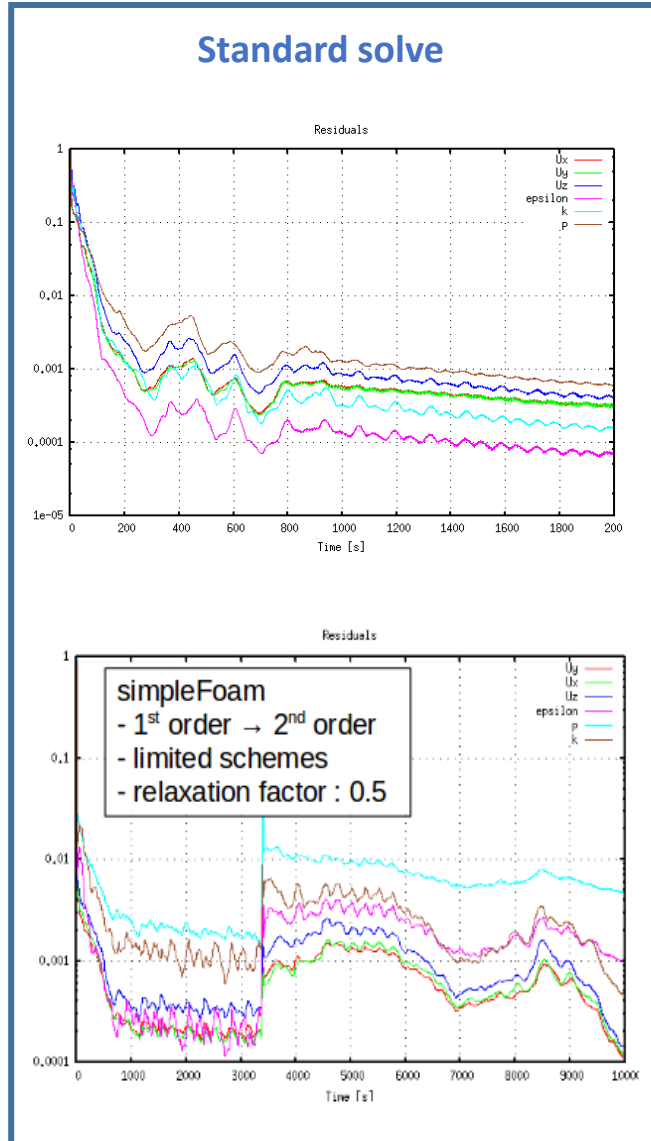 Standard solve
Residuals
1
0.1
0.01
0.001
0.0001
1e-05
Ux
Uy
Uz
epsilon
k
p
0 200 400 600 800 1000 1200 1400 1600 1800 200
Time [s]
Residuals
1
0.1
0.01
0.001
0.0001
simpleFoam
- 1st order → 2nd order
- limited schemes
- relaxation factor : 0.5
Uy
Ux
Uz
epsilon
p
k
0 1000 2000 3000 4000 5000 6000 7000 8000 9000 10000
Time [s]